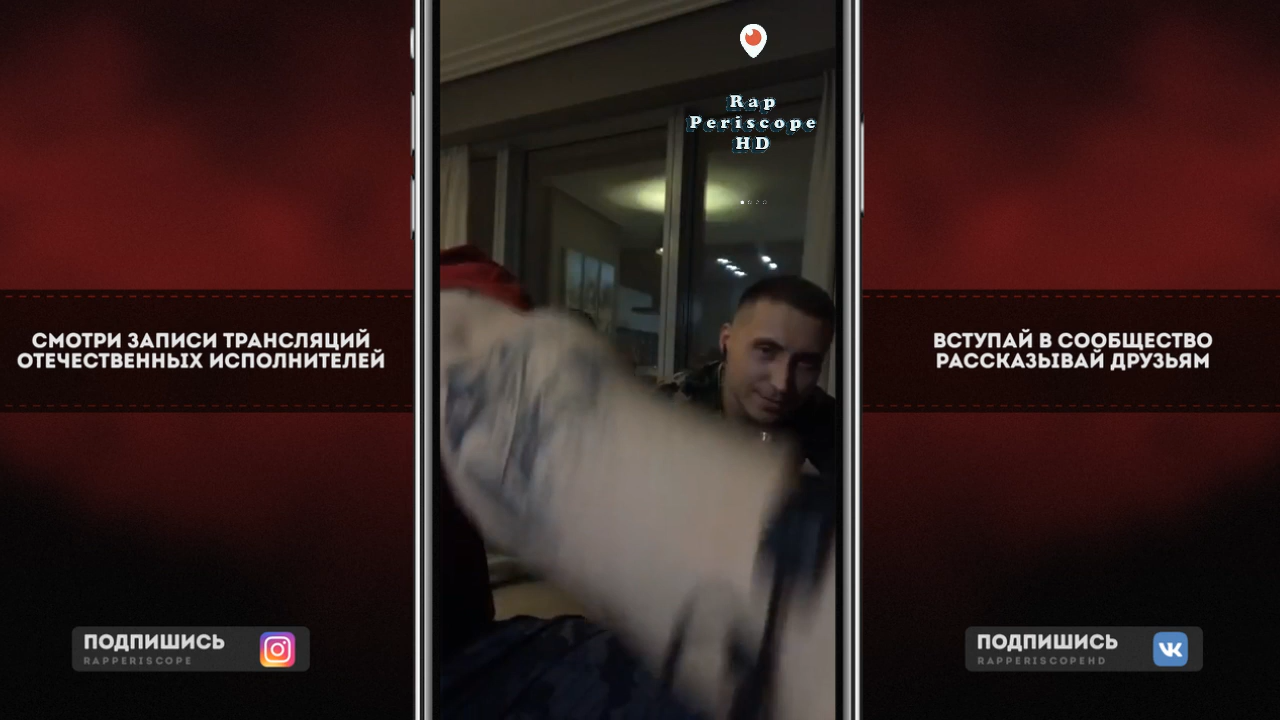 Rap
Periscope
HD
СМОТРИ ЗАПИСИ ТРАНСЛЯЦИЙ
ОТЕЧЕСТВЕННЫХ ИСПОЛНИТЕЛЕЙ
ВСТУПАЙ В СООБЩЕСТВО
РАССКАЗЫВАЙ ДРУЗЬЯМ
ПОДПИШИСЬ
RAPPERISCOPE
ПОДПИШИСЬ
RAPPERISCOPEHD